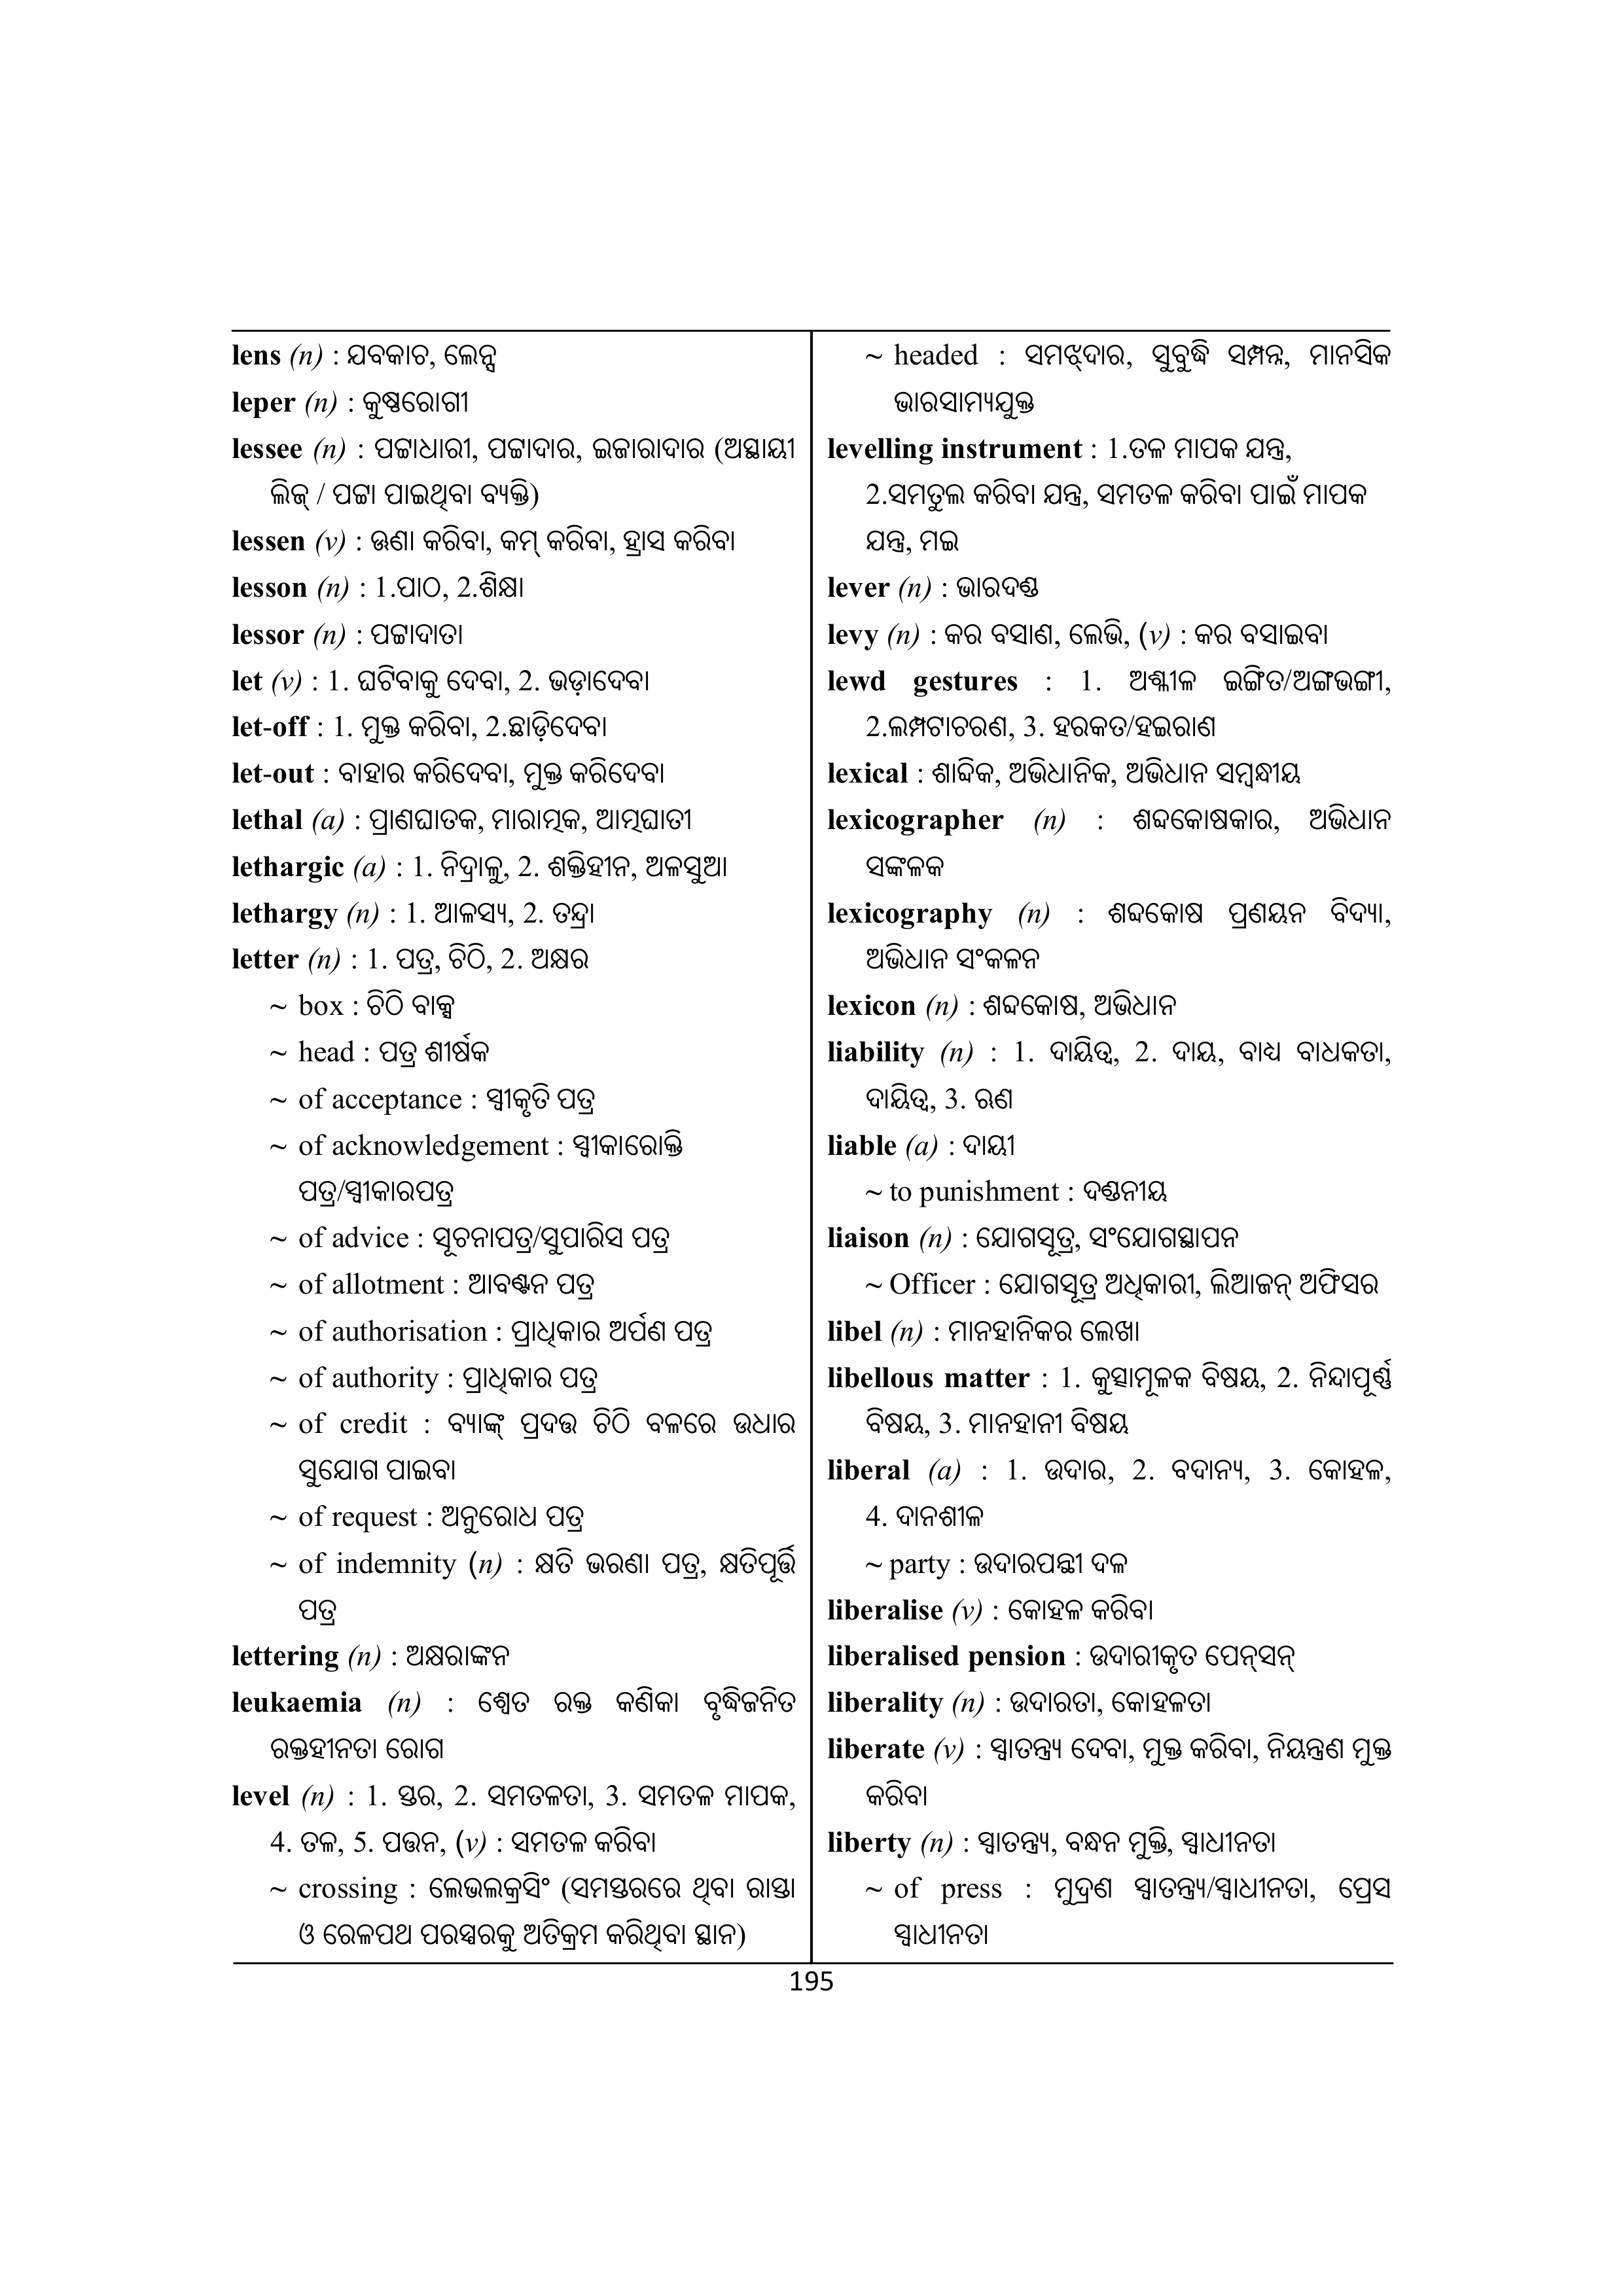 lens (n) : ଯବକାଚ, ଲେନ୍ସ
leper (n) : କୁଷ୍ଠରୋଗୀ
lessee (n) : ପଟ୍ଟାଧାରୀ, ପଟ୍ଟାଦାର, ଇଜାରାଦାର (ଅସ୍ଥାୟୀ
ଲିଜ୍ / ପଟ୍ଟା ପାଇଥିବା ବ୍ୟକ୍ତି)
lessen (v) : ଊଣା କରିବା, କମ୍ କରିବା, ହ୍ରାସ କରିବା
lesson (n) : 1.ପାଠ, 2.ଶିକ୍ଷା
lessor (n) : ପଟ୍ଟାଦାତା
let (v) : 1. ଘଟିବାକୁ ଦେବା, 2. ଭଡ଼ାଦେବା
let-off : 1. ମୁକ୍ତ କରିବା, 2.ଛାଡ଼ିଦେବା
let-out : ବାହାର କରିଦେବା, ମୁକ୍ତ କରିଦେବା
lethal (a) : ପ୍ରାଣଘାତକ, ମାରାତ୍ମକ, ଆତ୍ମଘାତୀ
lethargic (a) : 1. ନିଦ୍ରାଳୁ, 2. ଶକ୍ତିହୀନ, ଅଳସୁଆ
lethargy (n) : 1. ଆଳସ୍ୟ, 2. ତନ୍ଦ୍ରା
letter (n) : 1. ପତ୍ର, ଚିଠି, 2. ଅକ୍ଷର
~ box : ଚିଠି ବାକ୍ସ
~ head : ପତ୍ର ଶୀର୍ଷକ
~ of acceptance : ସ୍ୱୀକୃତି ପତ୍ର
~ of acknowledgement : ସ୍ୱୀକାରୋକ୍ତି
ପତ୍ର/ସ୍ୱୀକାରପତ୍ର
~ of advice : ସୂଚନାପତ୍ର/ସୁପାରିସ ପତ୍ର
~ of allotment : ଆବଣ୍ଟନ ପତ୍ର
~ of authorisation : ପ୍ରାଧିକାର ଅର୍ପଣ ପତ୍ର
~ of authority : ପ୍ରାଧିକାର ପତ୍ର
~ of credit : ବ୍ୟାଙ୍କ୍ ପ୍ରଦତ୍ତ ଚିଠି ବଳରେ ଉଧାର
ସୁଯୋଗ ପାଇବା
~ of request : ଅନୁରୋଧ ପତ୍ର
~ of indemnity (n) : କ୍ଷତି ଭରଣା ପତ୍ର, କ୍ଷତିପୂର୍ତ୍ତି
ପତ୍ର
lettering (n) : ଅକ୍ଷରାଙ୍କନ
leukaemia (n) : ଶ୍ୱେତ ରକ୍ତ କଣିକା ବୃଦ୍ଧିଜନିତ
ରକ୍ତହୀନତା ରୋଗ
level (n) : 1. ସ୍ତର, 2. ସମତଳତା, 3. ସମତଳ ମାପକ,
4. ତଳ, 5. ପତ୍ତନ, (v) : ସମତଳ କରିବା
~ crossing : ଲେଭଲକ୍ରସିଂ (ସମସ୍ତରରେ ଥିବା ରାସ୍ତା
ଓ ରେଳପଥ ପରସ୍ପରକୁ ଅତିକ୍ରମ କରିଥିବା ସ୍ଥାନ)
~ headed : ସମଝ୍‌ଦାର, ସୁବୁଦ୍ଧି ସମ୍ପନ୍ନ, ମାନସିକ
ଭାରସାମ୍ୟଯୁକ୍ତ
levelling instrument : 1.ତଳ ମାପକ ଯନ୍ତ୍ର,
2.ସମତୁଲ କରିବା ଯନ୍ତ୍ର, ସମତଳ କରିବା ପାଇଁ ମାପକ
ଯନ୍ତ୍ର, ମଇ
lever (n) : ଭାରଦଣ୍ଡ
levy (n) : କର ବସାଣ, ଲେଭି, (v) : କର ବସାଇବା
lewd gestures : 1. ଅଶ୍ଳୀଳ ଇଙ୍ଗିତ/ଅଙ୍ଗଭଙ୍ଗୀ,
2.ଲମ୍ପଟାଚରଣ, 3. ହରକତ/ହଇରାଣ
lexical : ଶାବ୍ଦିକ, ଅଭିଧାନିକ, ଅଭିଧାନ ସମ୍ବନ୍ଧୀୟ
lexicographer (n) : ଶବ୍ଦକୋଷକାର, ଅଭିଧାନ
ସଙ୍କଳକ
lexicography (n) : ଶବ୍ଦକୋଷ ପ୍ରଣୟନ ବିଦ୍ୟା,
ଅଭିଧାନ ସଂକଳନ
lexicon (n) : ଶବ୍ଦକୋଷ, ଅଭିଧାନ
liability (n) : 1. ଦାୟିତ୍ୱ, 2. ଦାୟ, ବାଧ୍ୟ ବାଧକତା,
ଦାୟିତ୍ୱ, 3. ଋଣ
liable (a) : ଦାୟୀ
~ to punishment : ଦଣ୍ଡନୀୟ
liaison (n) : ଯୋଗସୂତ୍ର, ସଂଯୋଗସ୍ଥାପନ
~ Officer : ଯୋଗସୂତ୍ର ଅଧିକାରୀ, ଲିଆଜନ୍ ଅଫିସର
libel (n) : ମାନହାନିକର ଲେଖା
libellous matter : 1. କୁତ୍ସାମୂଳକ ବିଷୟ, 2. ନିନ୍ଦାପୂର୍ଣ୍ଣ
ବିଷୟ, 3. ମାନହାନୀ ବିଷୟ
liberal (a) : 1. ଉଦାର, 2. ବଦାନ୍ୟ, 3. କୋହଳ,
4. ଦାନଶୀଳ
~ party : ଉଦାରପନ୍ଥୀ ଦଳ
liberalise (v) : କୋହଳ କରିବା
liberalised pension : ଉଦାରୀକୃତ ପେନ୍‌ସନ୍
liberality (n) : ଉଦାରତା, କୋହଳତା
liberate (v) : ସ୍ୱାତନ୍ତ୍ର୍ୟ ଦେବା, ମୁକ୍ତ କରିବା, ନିୟନ୍ତ୍ରଣ ମୁକ୍ତ
କରିବା
liberty (n) : ସ୍ୱାତନ୍ତ୍ର୍ୟ, ବନ୍ଧନ ମୁକ୍ତି, ସ୍ୱାଧୀନତା
~ of press : ମୁଦ୍ରଣ ସ୍ୱାତନ୍ତ୍ର୍ୟ/ସ୍ୱାଧୀନତା, ପ୍ରେସ
ସ୍ୱାଧୀନତା
195